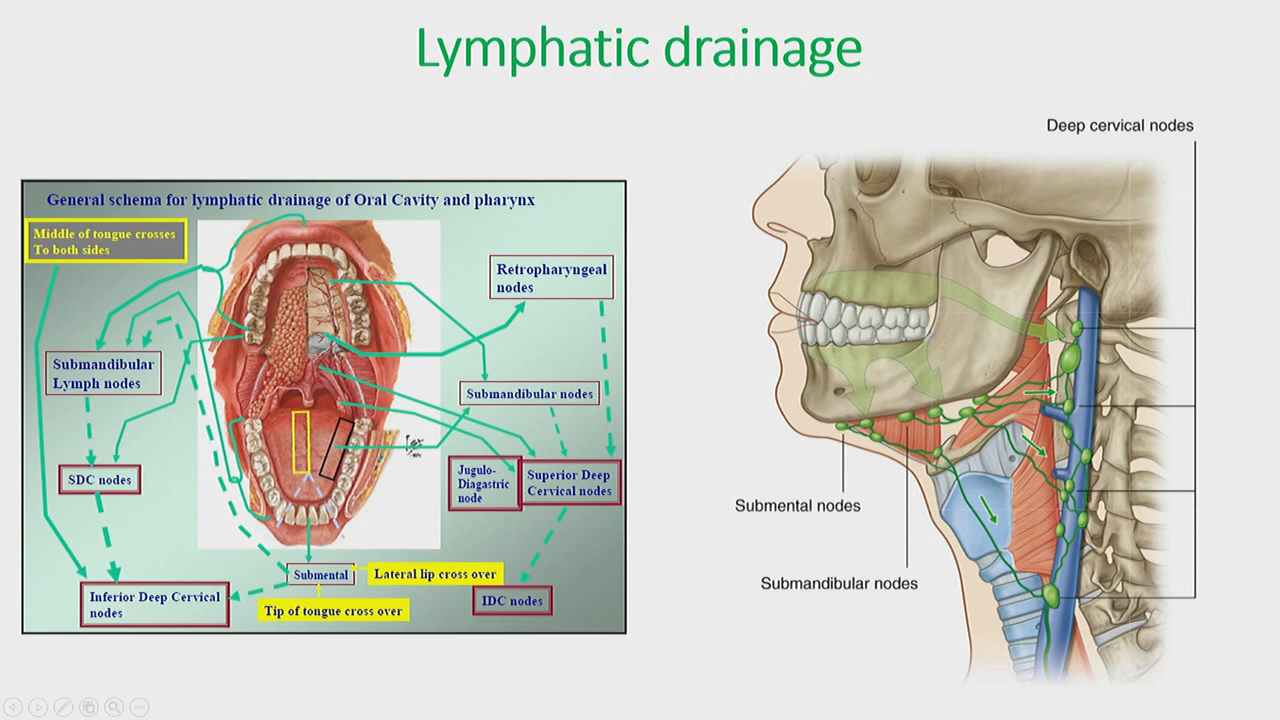 Lymphatic drainage
General schema for lymphatic drainage of Oral Cavity and pharynx
Middle of tongue crosses
To both sides
Retropharyngeal
nodes
Submandibular
Lymph nodes
Submandibular nodes
SDC nodes
Jugulo-
Diagastric
node
Superior Deep
Cervical nodes
Submental
Lateral lip cross over
Inferior Deep Cervical
nodes
Tip of tongue cross over
IDC nodes
Deep cervical nodes
Submental nodes
Submandibular nodes